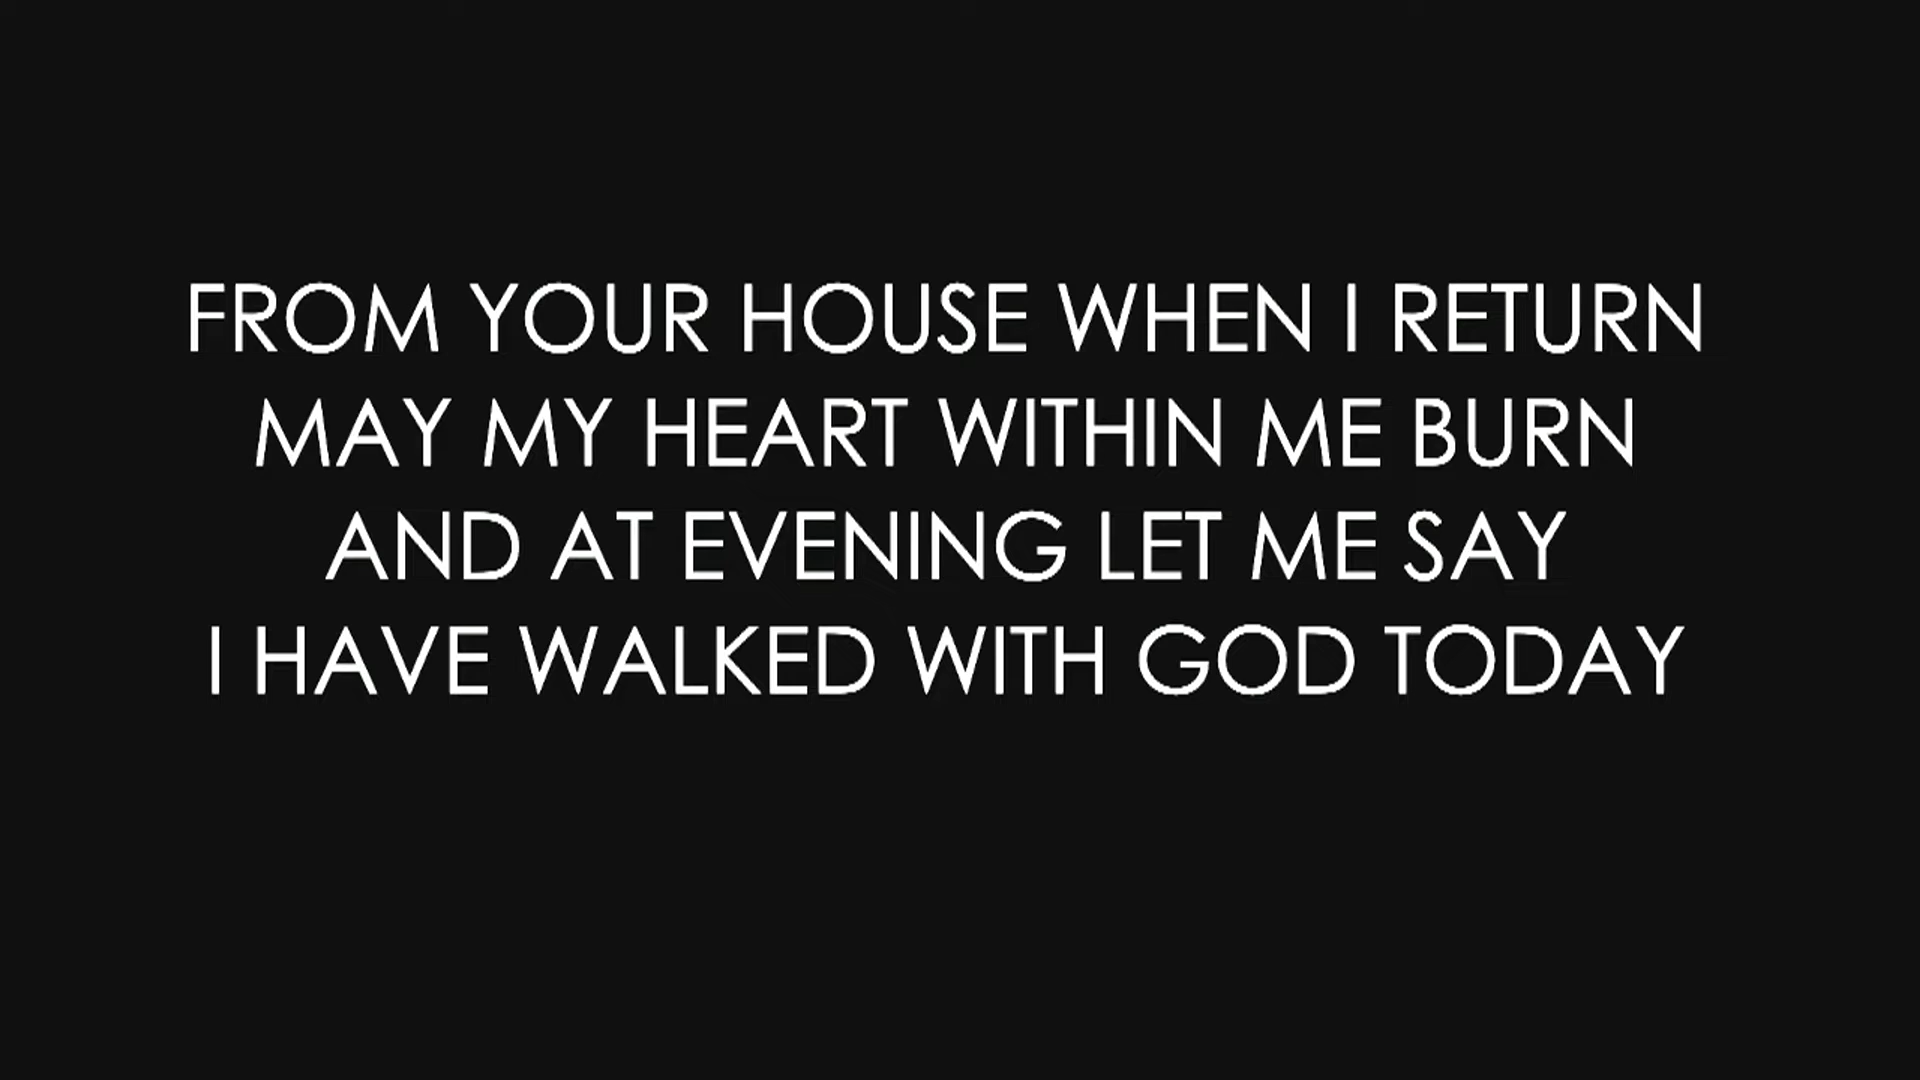 FROM YOUR HOUSE WHEN I RETURN
MAY MY HEART WITHIN ME BURN
AND AT EVENING LET ME SAY
I HAVE WALKED WITH GOD TODAY